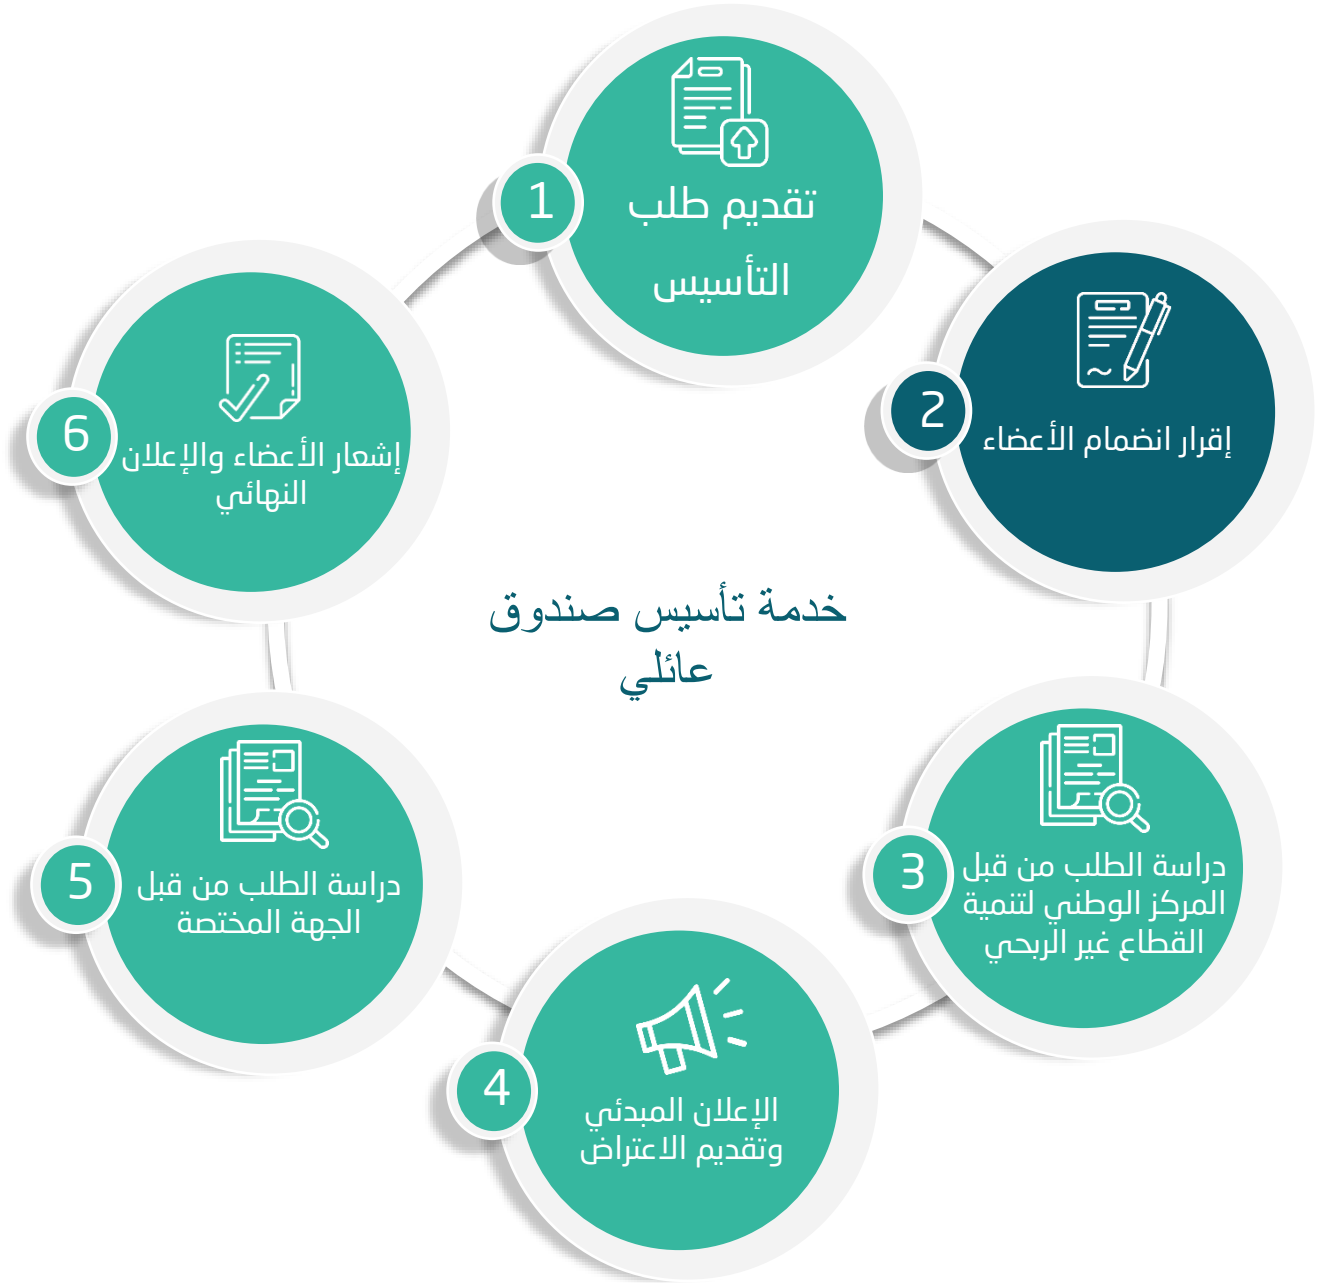 1
تقديم طلب
التأسيس
2
إقرار انضمام الأعضاء
3
دراسة الطلب من قبل
المركز الوطني لتنمية
القطاع غير الربحي
4
الإعلان المبدئي
وتقديم الاعتراض
5
دراسة الطلب من قبل
الجهة المختصة
6
إشعار الأعضاء والإعلان
النهائي
خدمة تأسيس صندوق
عائلي